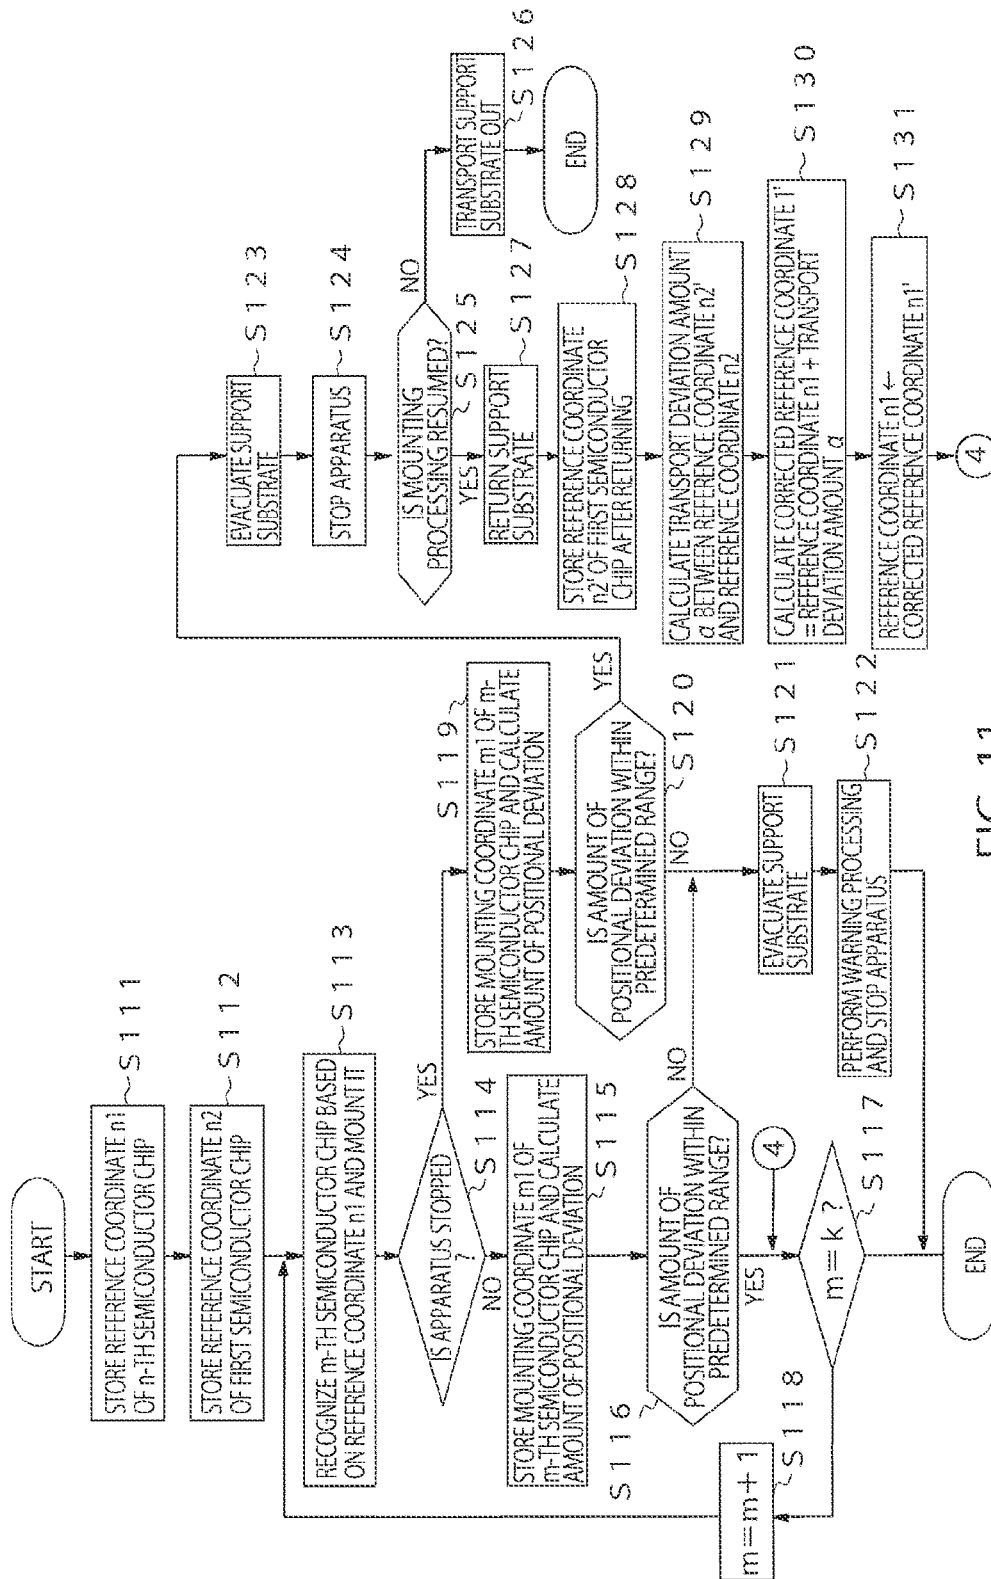 START
STORE REFERENCE COORDINATE n1
OF n-TH SEMICONDUCTOR CHIP
S111
STORE REFERENCE COORDINATE n2
OF FIRST SEMICONDUCTOR CHIP
S112
RECOGNIZE m-TH SEMICONDUCTOR CHIP BASED
ON REFERENCE COORDINATE n1 AND MOUNT IT
S113
IS APPARATUS STOPPED
?
S114
YES
NO
STORE MOUNTING COORDINATE m1 OF
m-TH SEMICONDUCTOR CHIP AND CALCULATE
AMOUNT OF POSITIONAL DEVIATION
S115
S116
IS AMOUNT OF
POSITIONAL DEVIATION WITHIN
PREDETERMINED RANGE?
NO
YES
4
m=k ?
S117
m=m+1
S118
END
S119
STORE MOUNTING COORDINATE m1 OF m-
TH SEMICONDUCTOR CHIP AND CALCULATE
AMOUNT OF POSITIONAL DEVIATION
IS AMOUNT OF
POSITIONAL DEVIATION WITHIN
PREDETERMINED RANGE?
S120
YES
NO
EVACUATE SUPPORT
SUBSTRATE
S121
PERFORM WARNING PROCESSING
AND STOP APPARATUS
S122
EVACUATE SUPPORT
SUBSTRATE
S123
STOP APPARATUS
S124
IS MOUNTING
PROCESSING RESUMED?
S125
NO
YES
TRANSPORT SUPPORT
SUBSTRATE OUT
S126
END
RETURN SUPPORT
SUBSTRATE
S127
STORE REFERENCE COORDINATE
n2' OF FIRST SEMICONDUCTOR
CHIP AFTER RETURNING
S128
CALCULATE TRANSPORT DEVIATION AMOUNT
α BETWEEN REFERENCE COORDINATE n2'
AND REFERENCE COORDINATE n2
S129
CALCULATE CORRECTED REFERENCE COORDINATE 1'
= REFERENCE COORDINATE n1 + TRANSPORT
DEVIATION AMOUNT α
S130
REFERENCE COORDINATE n1 ←
CORRECTED REFERENCE COORDINATE n1'
S131
4
FIG. 11